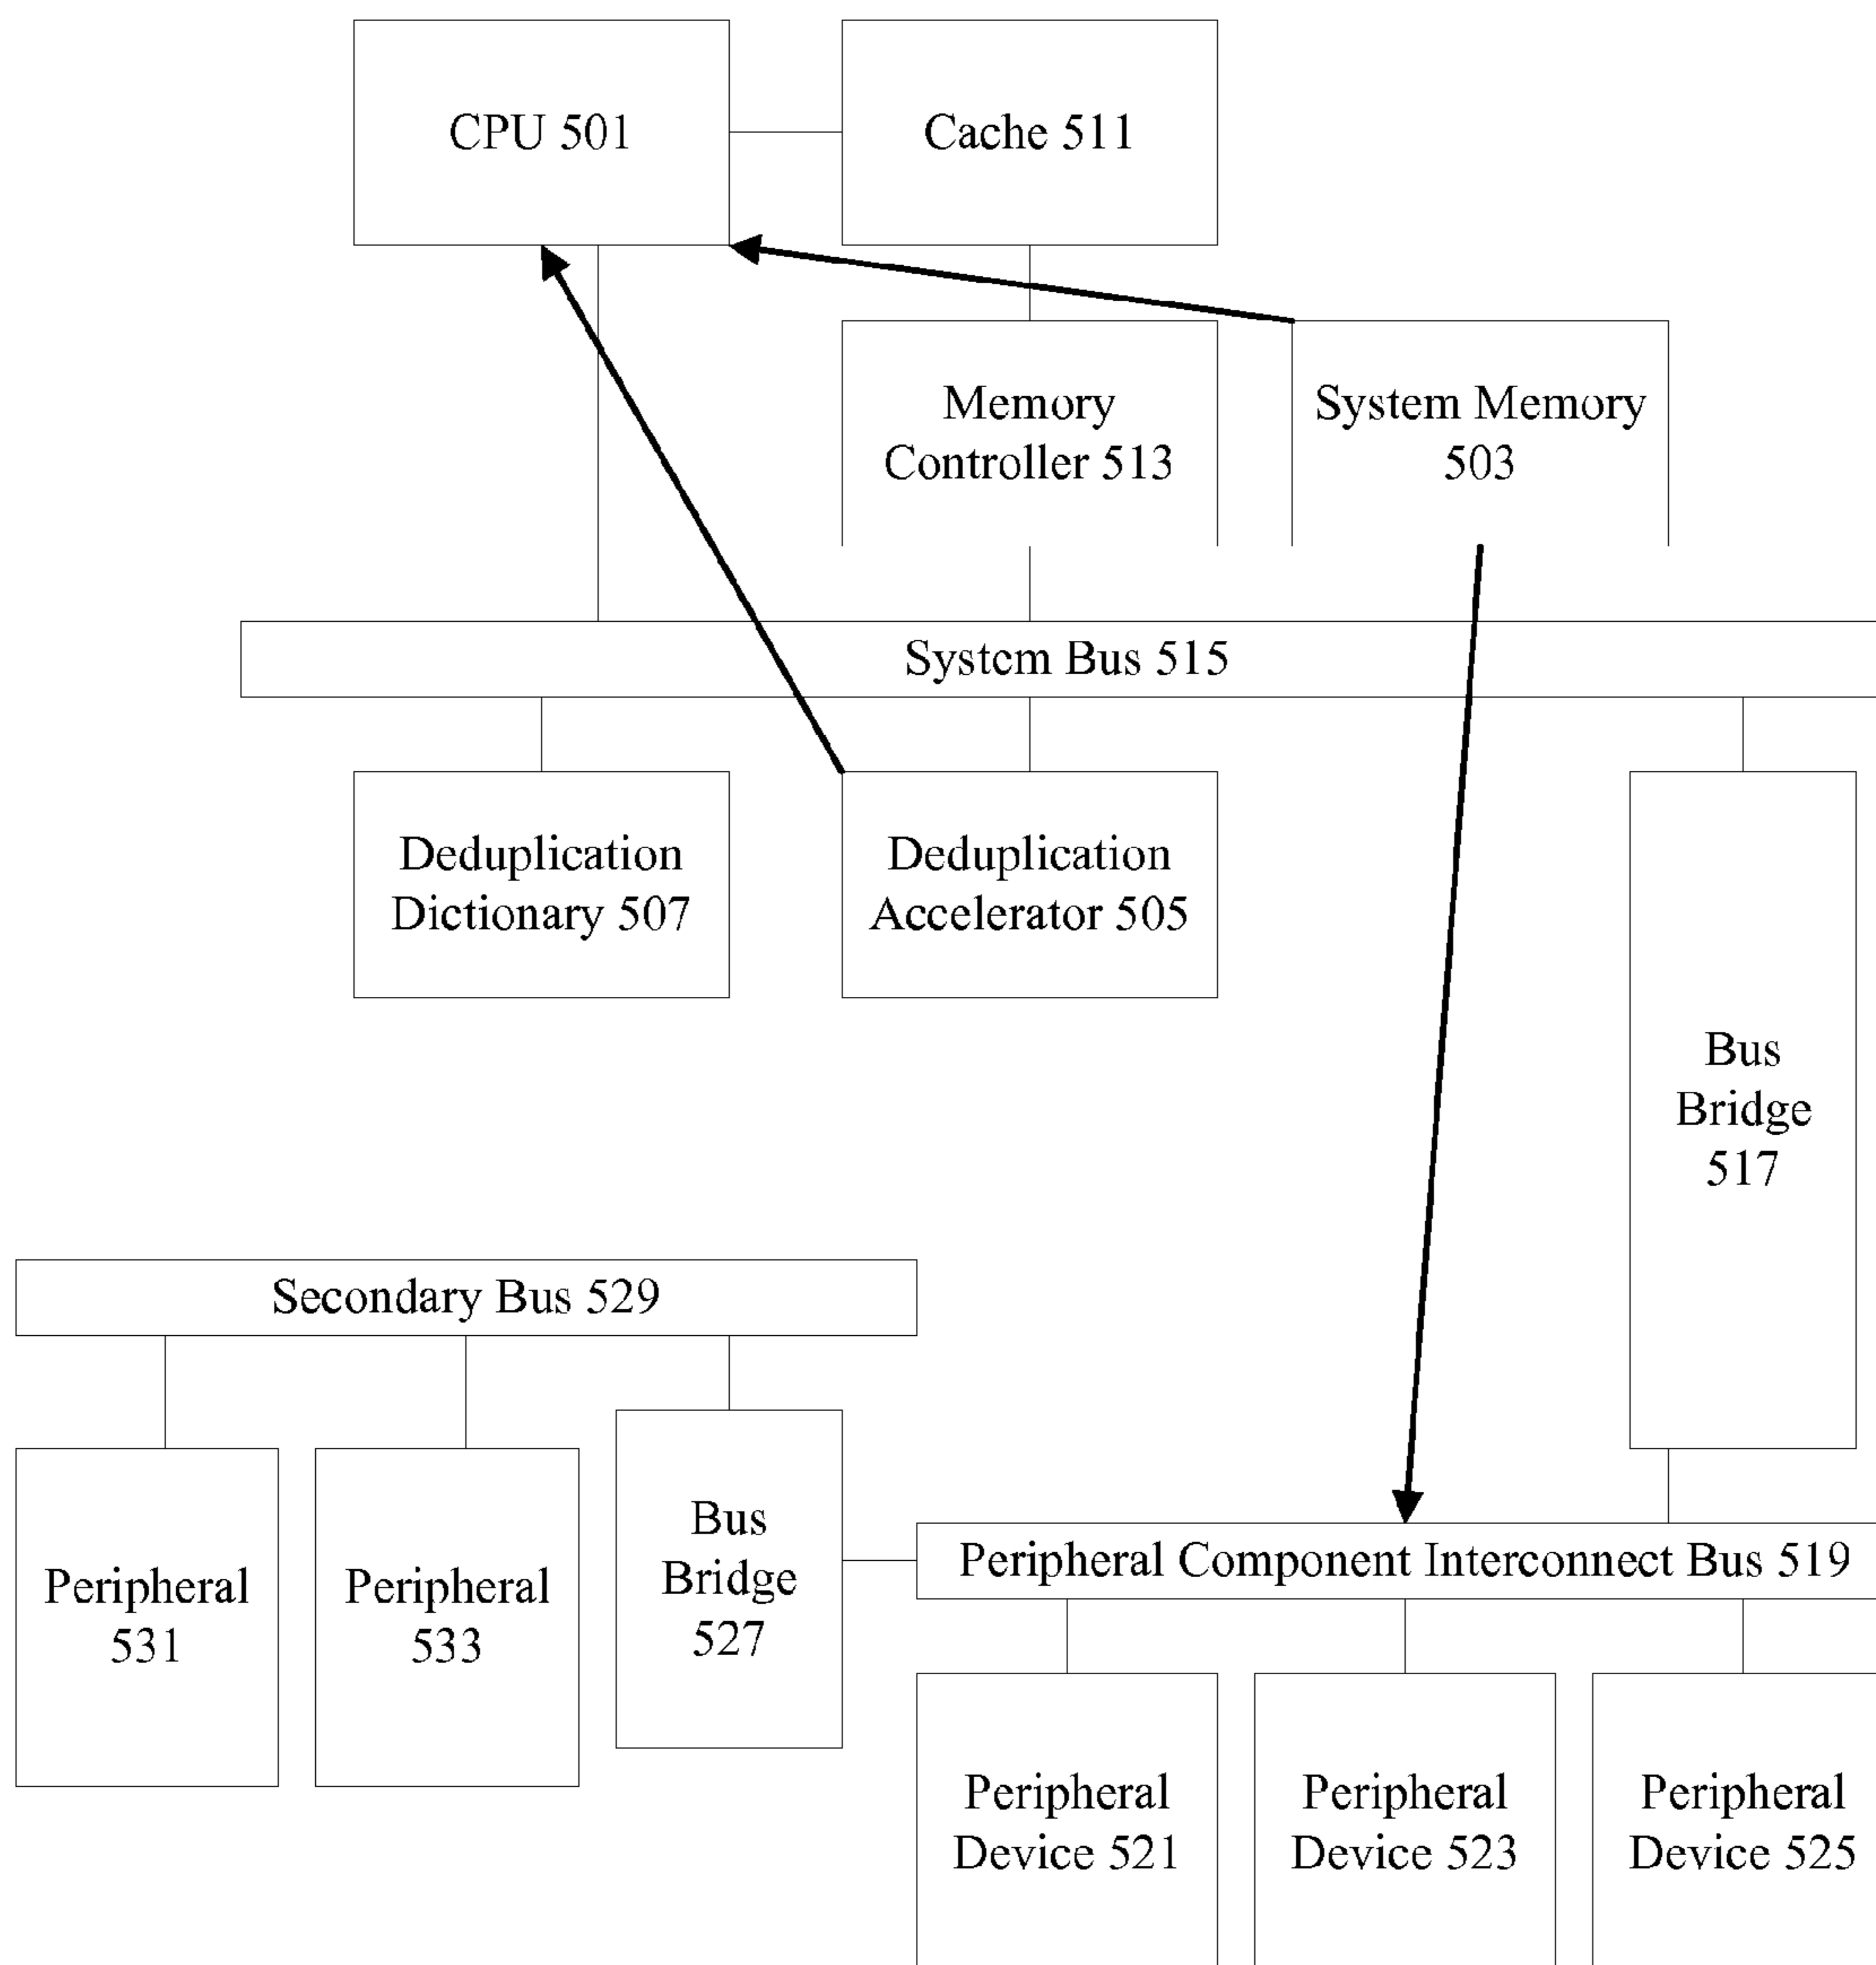 CPU 501
Cache 511
Memory
Controller 513
System Memory
503
System Bus 515
Deduplication
Dictionary 507
Deduplication
Accelerator 505
Bus
Bridge
517
Secondary Bus 529
Peripheral
531
Peripheral
533
Bus
Bridge
527
Peripheral Component Interconnect Bus 519
Peripheral
Device 521
Peripheral
Device 523
Peripheral
Device 525